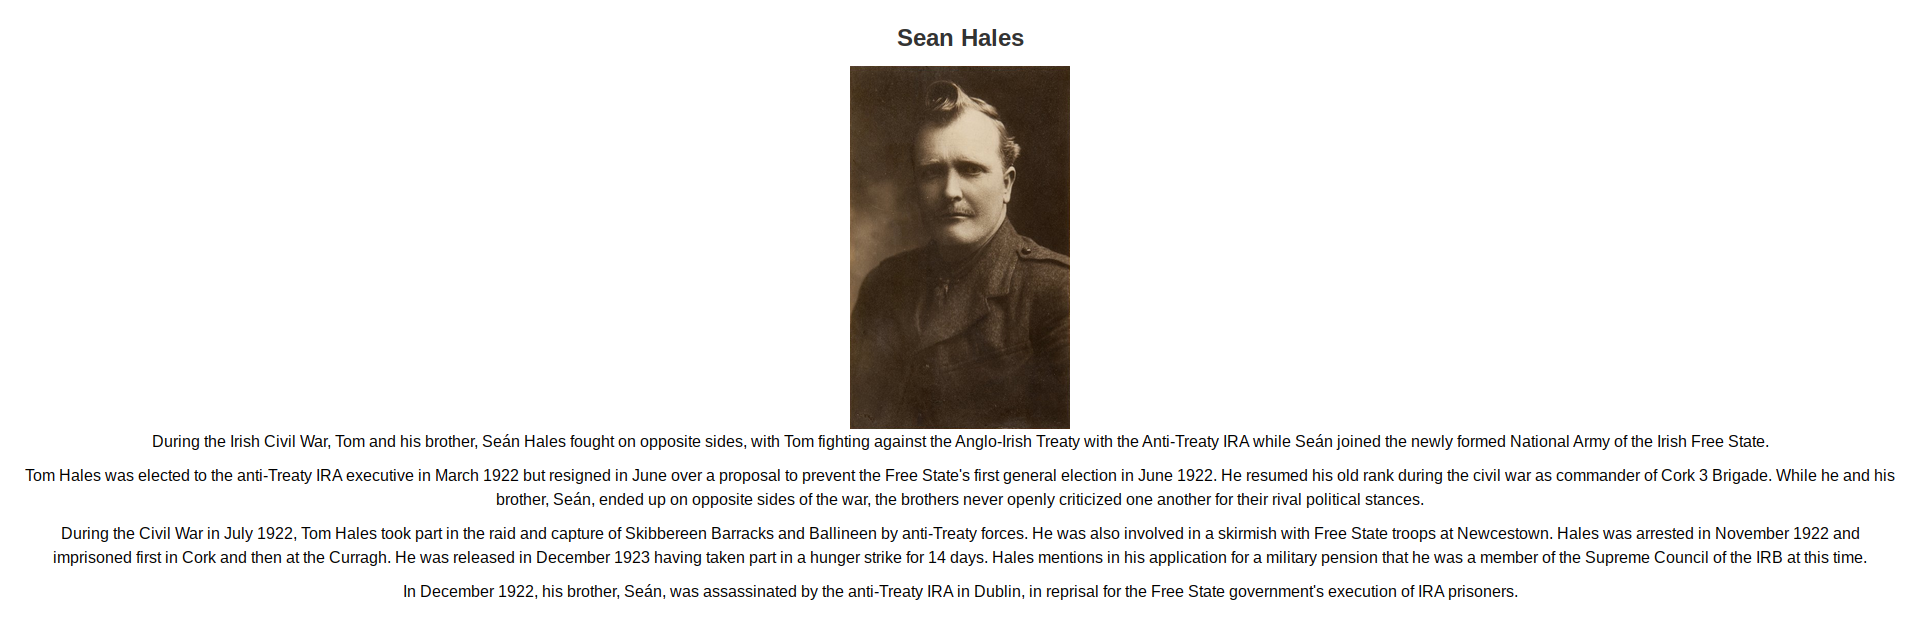 Sean Hales
During the Irish Civil War, Tom and his brother, Seán Hales fought on opposite sides, with Tom fighting against the Anglo-Irish Treaty with the Anti-Treaty IRA while Seán joined the newly formed National Army of the Irish Free State.
Tom Hales was elected to the anti-Treaty IRA executive in March 1922 but resigned in June over a proposal to prevent the Free State's first general election in June 1922. He resumed his old rank during the civil war as commander of Cork 3 Brigade. While he and his
brother, Seán, ended up on opposite sides of the war, the brothers never openly criticized one another for their rival political stances.
During the Civil War in July 1922, Tom Hales took part in the raid and capture of Skibbereen Barracks and Ballineen by anti-Treaty forces. He was also involved in a skirmish with Free State troops at Newcestown. Hales was arrested in November 1922 and
imprisoned first in Cork and then at the Curragh. He was released in December 1923 having taken part in a hunger strike for 14 days. Hales mentions in his application for a military pension that he was a member of the Supreme Council of the IRB at this time.
In December 1922, his brother, Seán, was assassinated by the anti-Treaty IRA in Dublin, in reprisal for the Free State government's execution of IRA prisoners.